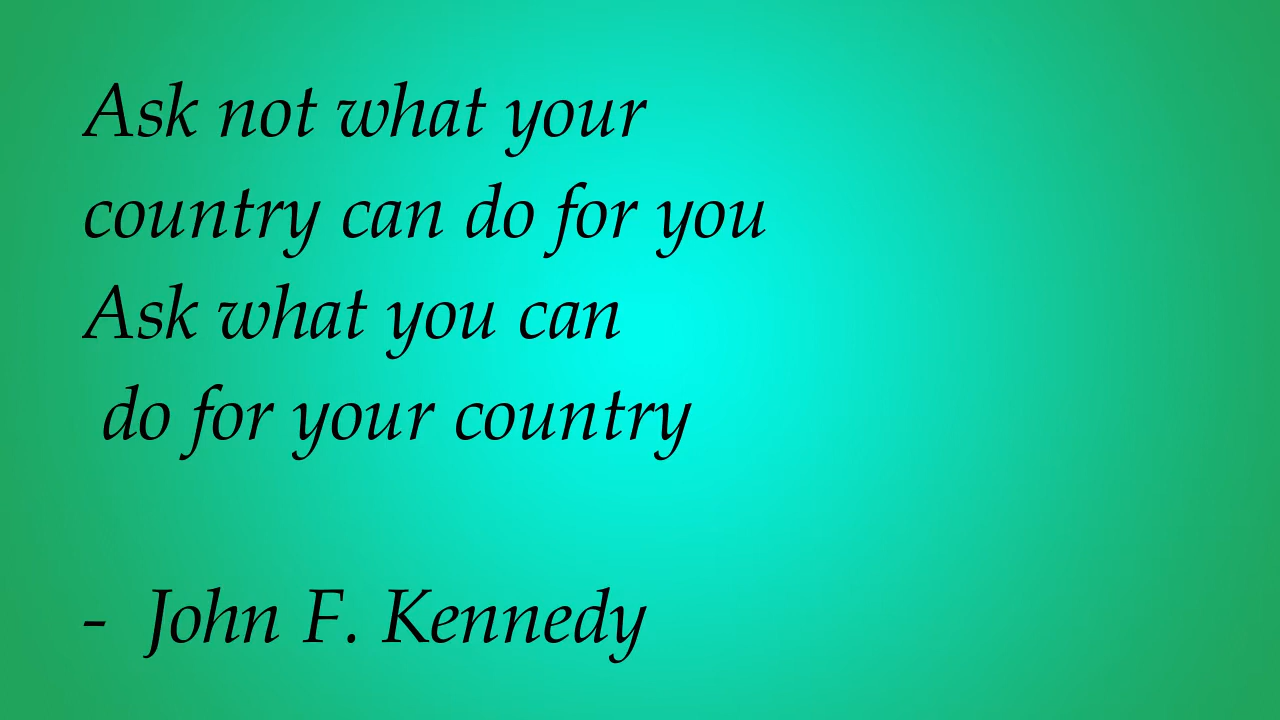 Ask not what your
country can do for you
Ask what you can
do for your country
- John F. Kennedy